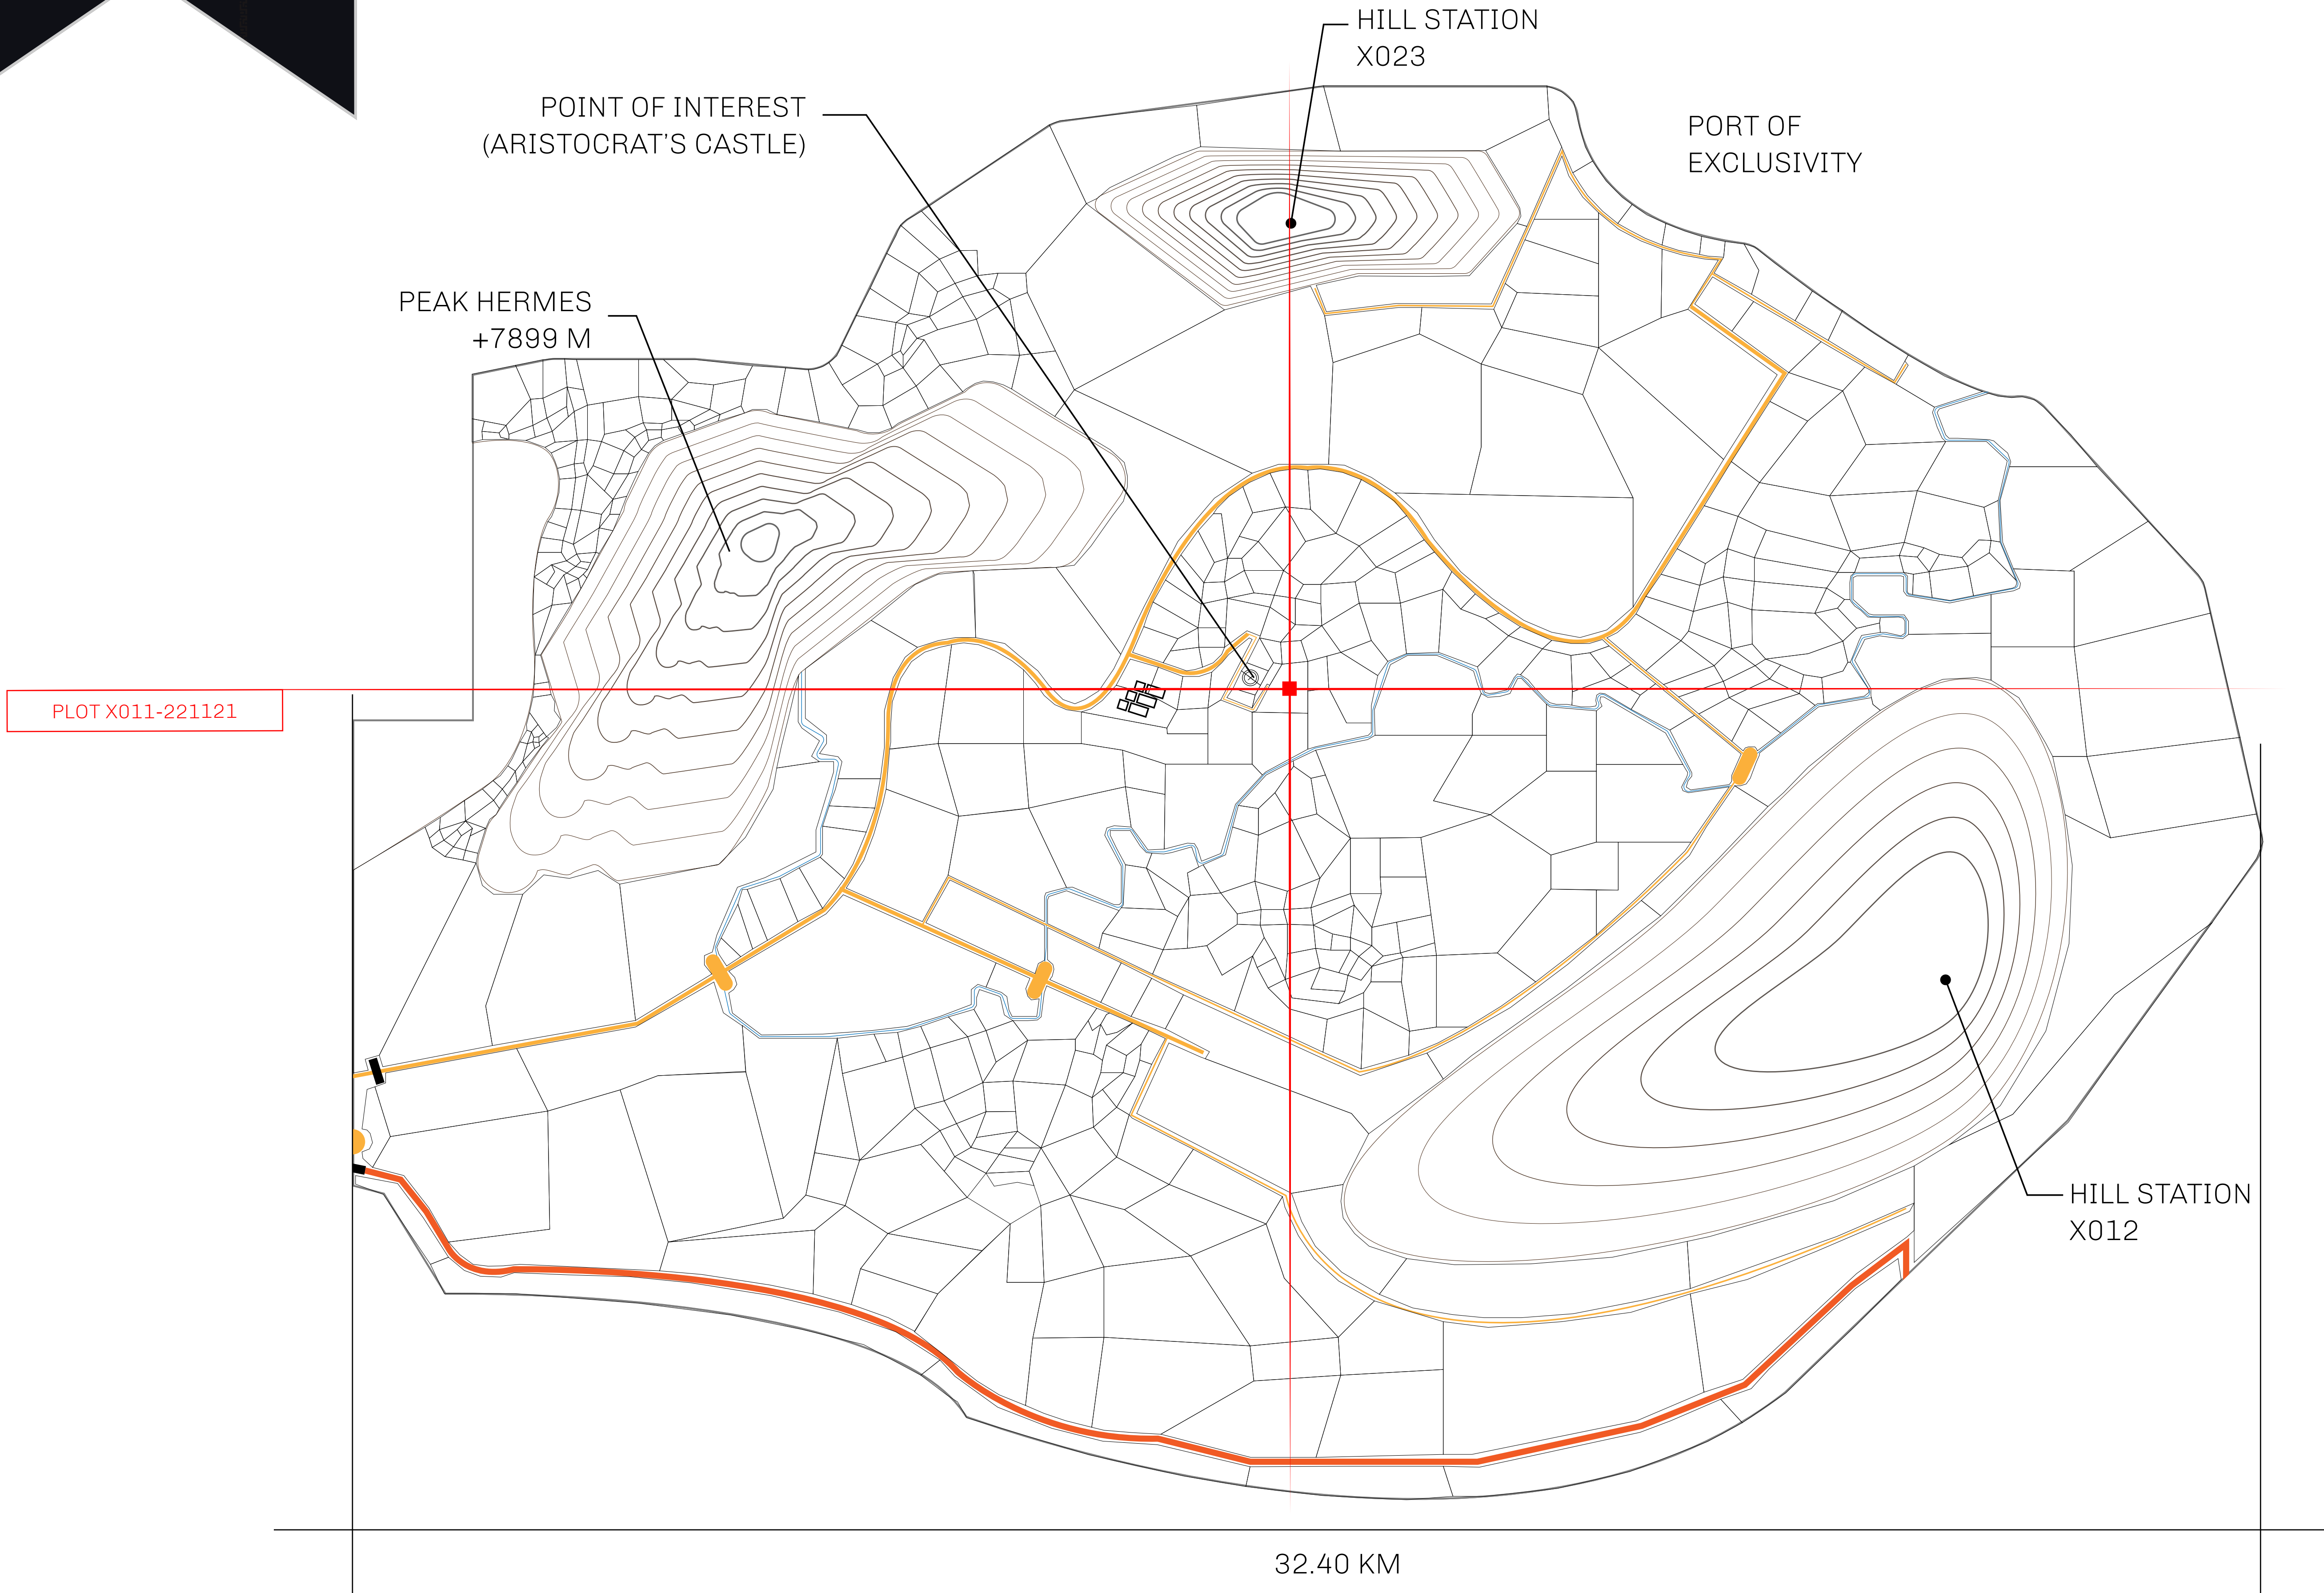 HILL STATION
X023
POINT OF INTEREST
(ARISTOCRAT'S CASTLE)
PORT OF
EXCLUSIVITY
PEAK HERMES
+7899 M
PLOT X011-221121
HILL STATION
X012
32.40 KM